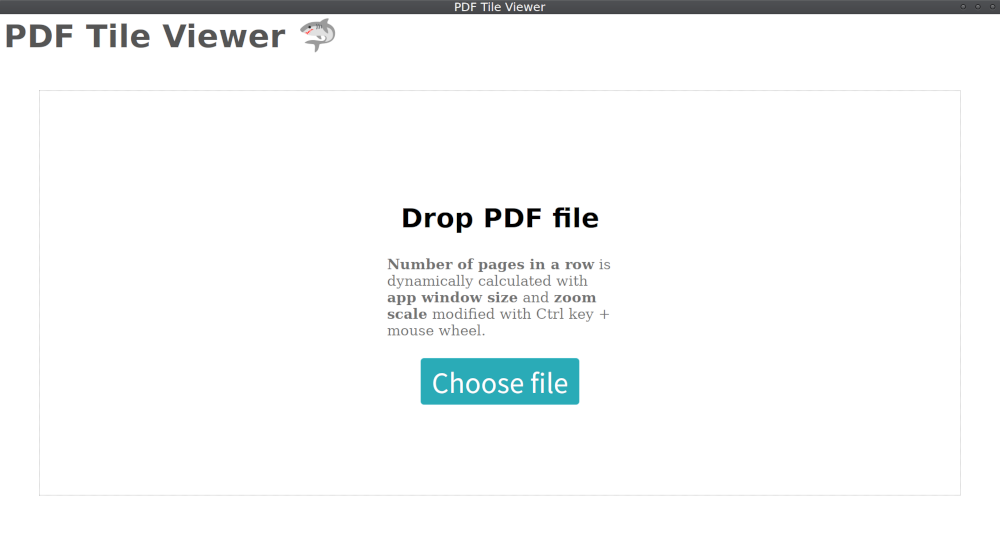 PDF Tile Viewer
PDF Tile Viewer
Drop PDF file
Number of pages in a row is
dynamically calculated with
app window size and zoom
scale modified with Ctrl key +
mouse wheel.
Choose file